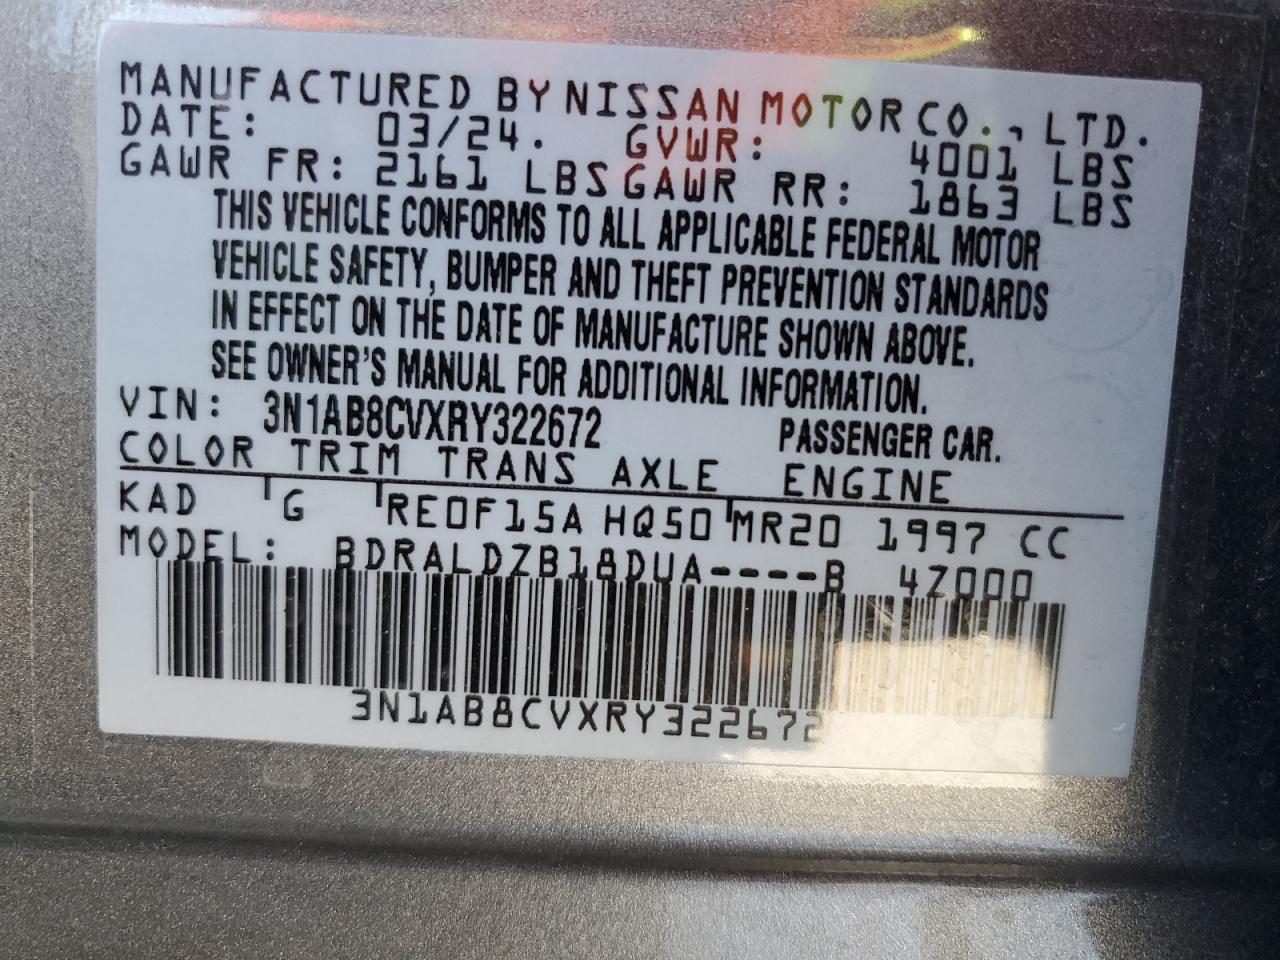 MANUFACTURED BY NISSAN MOTOR CO., LTD.
DATE: 03/24. GVWR: 4001 LBS
GAWR FR: 2161 LBS GAWR RR: 1863 LBS
THIS VEHICLE CONFORMS TO ALL APPLICABLE FEDERAL MOTOR
VEHICLE SAFETY, BUMPER AND THEFT PREVENTION STANDARDS
IN EFFECT ON THE DATE OF MANUFACTURE SHOWN ABOVE.
SEE OWNER'S MANUAL FOR ADDITIONAL INFORMATION.
VIN: 3N1AB8CVXRY322672 PASSENGER CAR.
COLOR TRIM TRANS AXLE ENGINE
KAD G RE0F15A HQ50 MR20 1997 CC
MODEL: BDRALDZB18DUA----B 4Z000
3N1AB8CVXRY322672